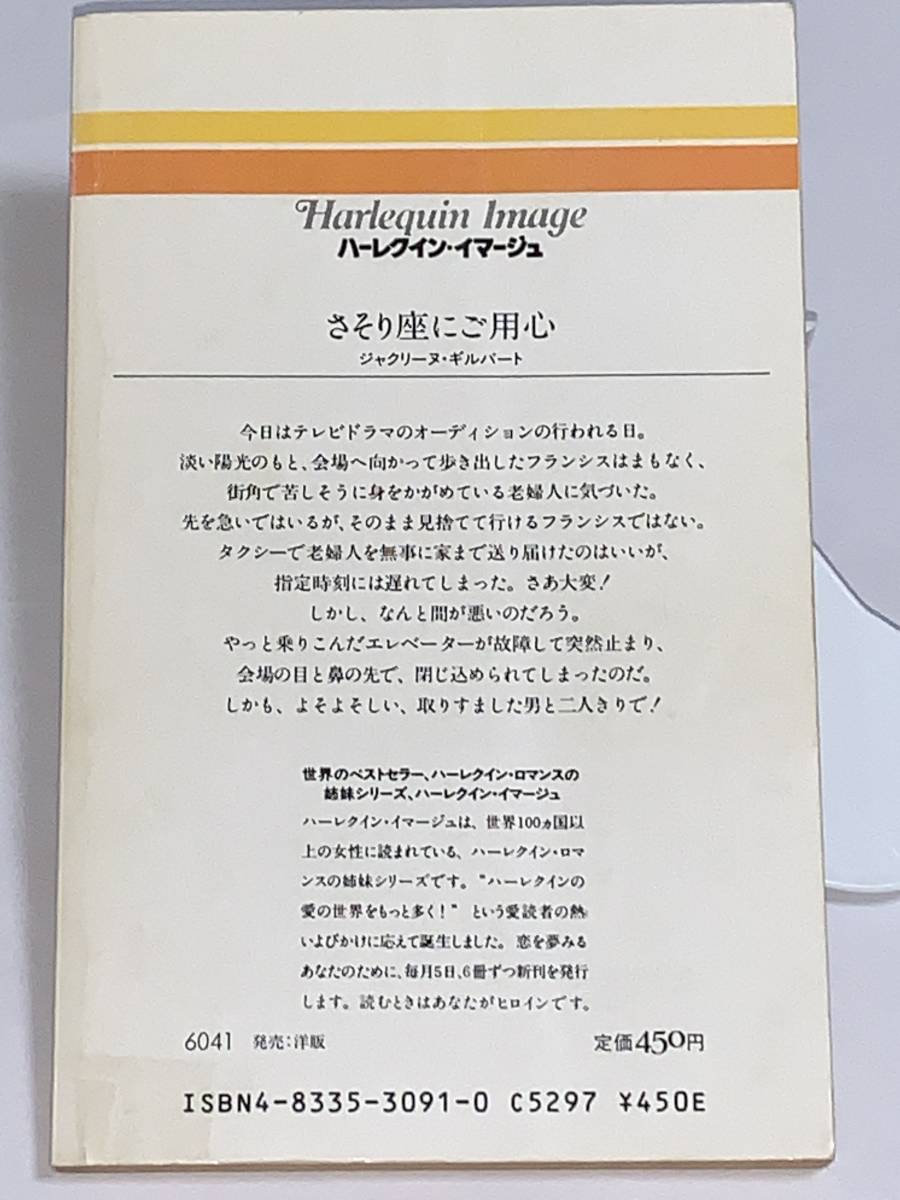 Harlequin Image
ハーレクイン・イマージュ
さそり座にご用心
ジャクリーヌ・ギルバート
今日はテレビドラマのオーディションの行われる日。
淡い陽光のもと、会場へ向かって歩き出したフランシスはまもなく、
街角で苦しそうに身をかがめている老婦人に気づいた。
先を急いではいるが、そのまま見捨てて行けるフランシスではない。
タクシーで老婦人を無事に家まで送り届けたのはいいが、
指定時刻には遅れてしまった。さあ大変！
しかし、なんと間が悪いのだろう。
やっと乗りこんだエレベーターが故障して突然止まり、
会場の目と鼻の先で、閉じ込められてしまったのだ。
しかも、よそよそしい、取りすました男と二人きりで！
世界のベストセラー、ハーレクイン・ロマンスの
姉妹シリーズ、ハーレクイン・イマージュ
ハーレクイン・イマージュは、世界100ヵ国以
上の女性に読まれている、ハーレクイン・ロマ
ンスの姉妹シリーズです。“ハーレクインの
愛の世界をもっと多く！”という愛読者の熱
いよびかけに応えて誕生しました。恋を夢みる
あなたのために、毎月5日、6冊ずつ新刊を発行
します。読むときはあなたがヒロインです。
6041 発売：洋販 定価450円
ISBN4-8335-3091-0 C5297 ¥450E